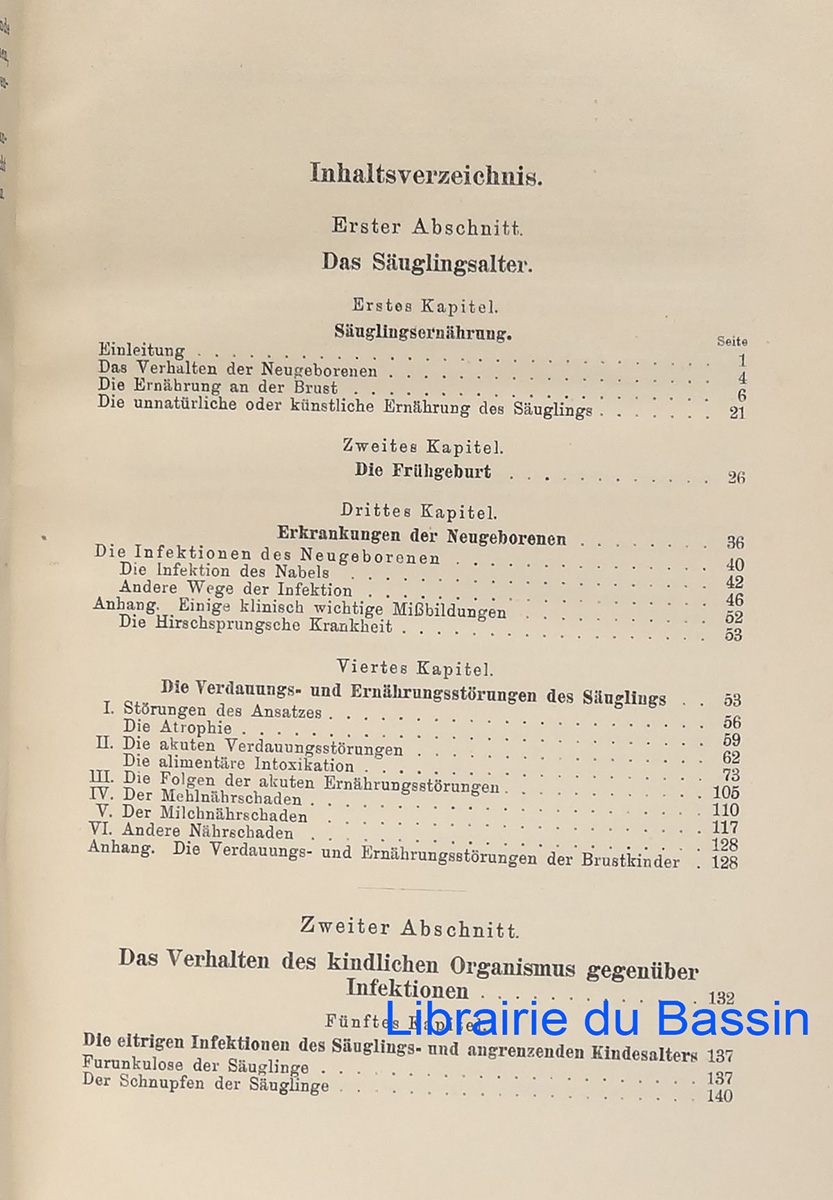 Inhaltsverzeichnis.
Erster Abschnitt.
Das Säuglingsalter.
Erstes Kapitel.
Säuglingsernährung.
Seite
Einleitung . . . . . . . . . . . . . . . . . . 1
Das Verhalten der Neugeborenen . . . . . . . . . . . . 4
Die Ernährung an der Brust . . . . . . . . . . . . . 6
Die unnatürliche oder künstliche Ernährung des Säuglings . . . . . . . 21
Zweites Kapitel.
Die Frühgeburt . . . . . . . . . . . . 26
Drittes Kapitel.
Erkrankungen der Neugeborenen . . . . . . . . 36
Die Infektionen des Neugeborenen . . . . . . . . . . 40
Die Infektion des Nabels . . . . . . . . . . . . . 42
Andere Wege der Infektion . . . . . . . . . . . . . 46
Anhang. Einige klinisch wichtige Mißbildungen . . . . . . . . 52
Die Hirschsprungsche Krankheit . . . . . . . . . . . . 53
Viertes Kapitel.
Die Verdauungs- und Ernährungsstörungen des Säuglings . . 53
I. Störungen des Ansatzes . . . . . . . . . . . . . . 56
Die Atrophie . . . . . . . . . . . . . . . . . 59
II. Die akuten Verdauungsstörungen . . . . . . . . . . . 62
Die alimentäre Intoxikation . . . . . . . . . . . . . 73
III. Die Folgen der akuten Ernährungsstörungen . . . . . . . . 105
IV. Der Mehlnährschaden . . . . . . . . . . . . . . 110
V. Der Milchnährschaden . . . . . . . . . . . . . . 117
VI. Andere Nährschaden . . . . . . . . . . . . . . 128
Anhang. Die Verdauungs- und Ernährungsstörungen der Brustkinder . 128
Zweiter Abschnitt.
Das Verhalten des kindlichen Organismus gegenüber
Infektionen . . . . . . . . . . . 132
Fünftes Kapitel.
Librairie du Bassin
Die eitrigen Infektionen des Säuglings- und angrenzenden Kindesalters 137
Furunkulose der Säuglinge . . . . . . . . . . . . . . 137
Der Schnupfen der Säuglinge . . . . . . . . . . . . . 140